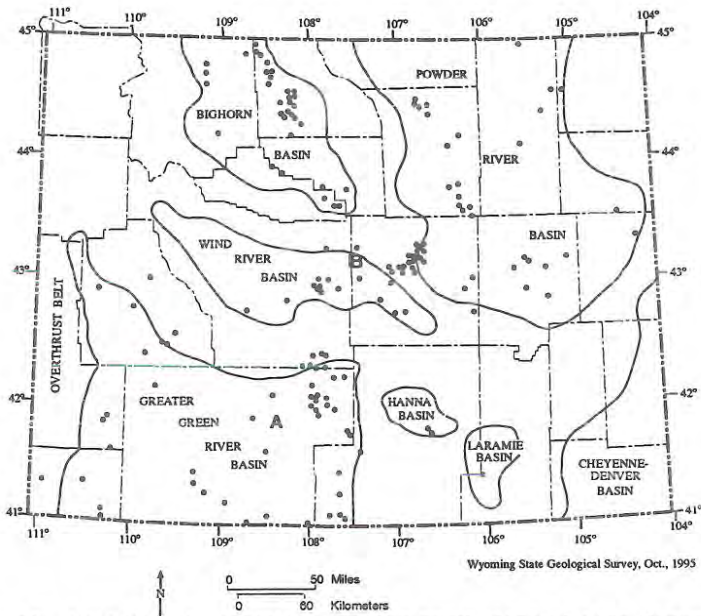 111° 110° 109° 108° 107° 106° 105°
45° 45°
POWDER
BIGHORN
BASIN
44° 44°
RIVER
WIND
RIVER
BASIN
B
BASIN
43° 43°
OVERTHRUST BELT
42° 42°
GREATER
GREEN
A
RIVER
BASIN
HANNA
BASIN
LARAMIE
BASIN
CHEYENNE-
DENVER
BASIN
41° 41°
111° 110° 109° 108° 107° 106° 105° 104°
Wyoming State Geological Survey, Oct., 1995
N
0 50 Miles
0 60 Kilometers